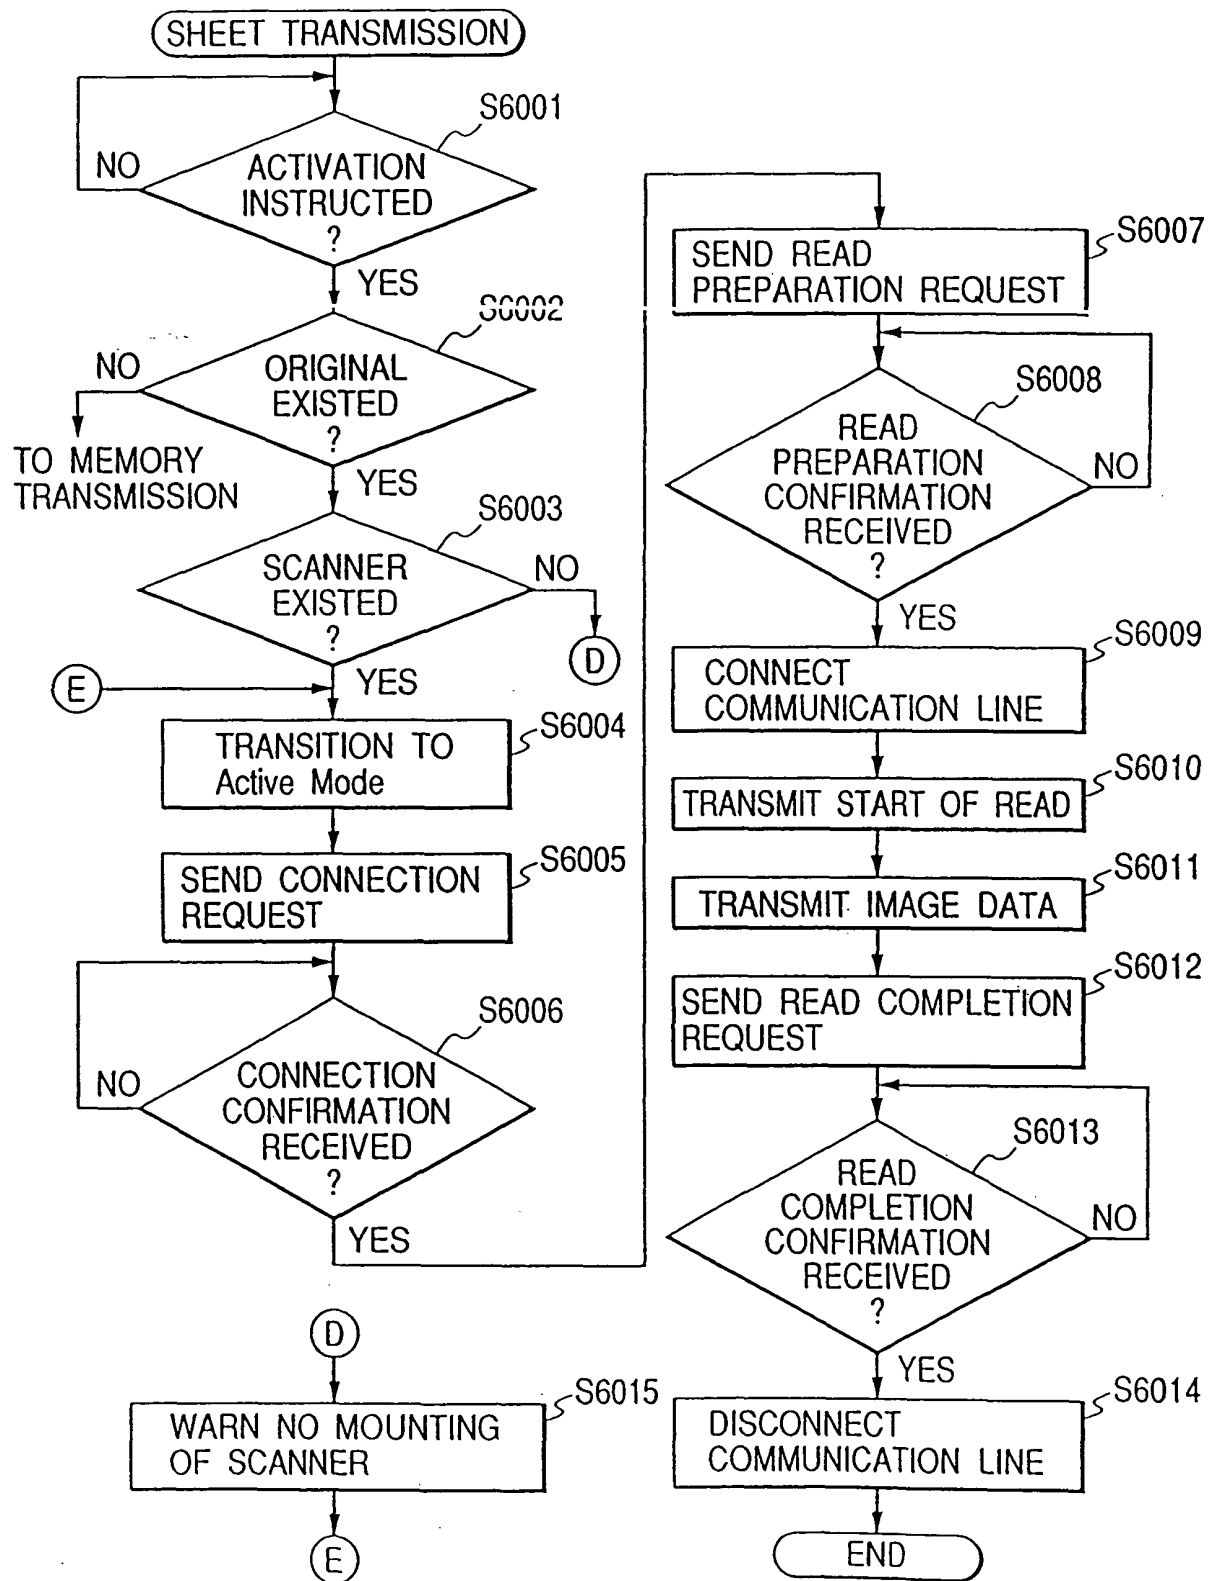 SHEET TRANSMISSION
S6001
NO
ACTIVATION
INSTRUCTED
?
YES
S6002
NO
ORIGINAL
EXISTED
?
TO MEMORY
TRANSMISSION
YES
S6003
SCANNER
EXISTED
?
NO
D
E
YES
S6004
TRANSITION TO
Active Mode
S6005
SEND CONNECTION
REQUEST
S6006
NO
CONNECTION
CONFIRMATION
RECEIVED
?
YES
D
S6015
WARN NO MOUNTING
OF SCANNER
E
S6007
SEND READ
PREPARATION REQUEST
S6008
READ
PREPARATION
CONFIRMATION
RECEIVED
?
NO
YES
S6009
CONNECT
COMMUNICATION LINE
S6010
TRANSMIT START OF READ
S6011
TRANSMIT IMAGE DATA
S6012
SEND READ COMPLETION
REQUEST
S6013
READ
COMPLETION
CONFIRMATION
RECEIVED
?
NO
YES
S6014
DISCONNECT
COMMUNICATION LINE
END